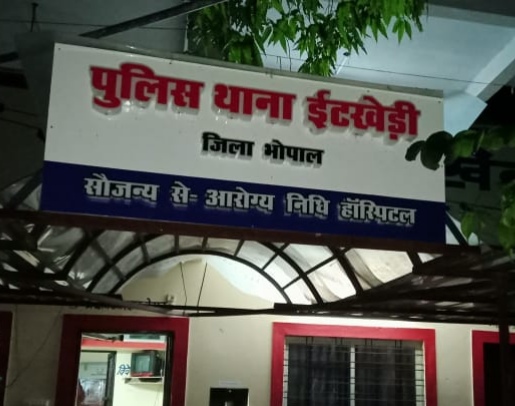 पुलिस थाना ईटखेड़ी
जिला भोपाल
सौजन्य से- आरोग्य निधि हॉस्पिटल